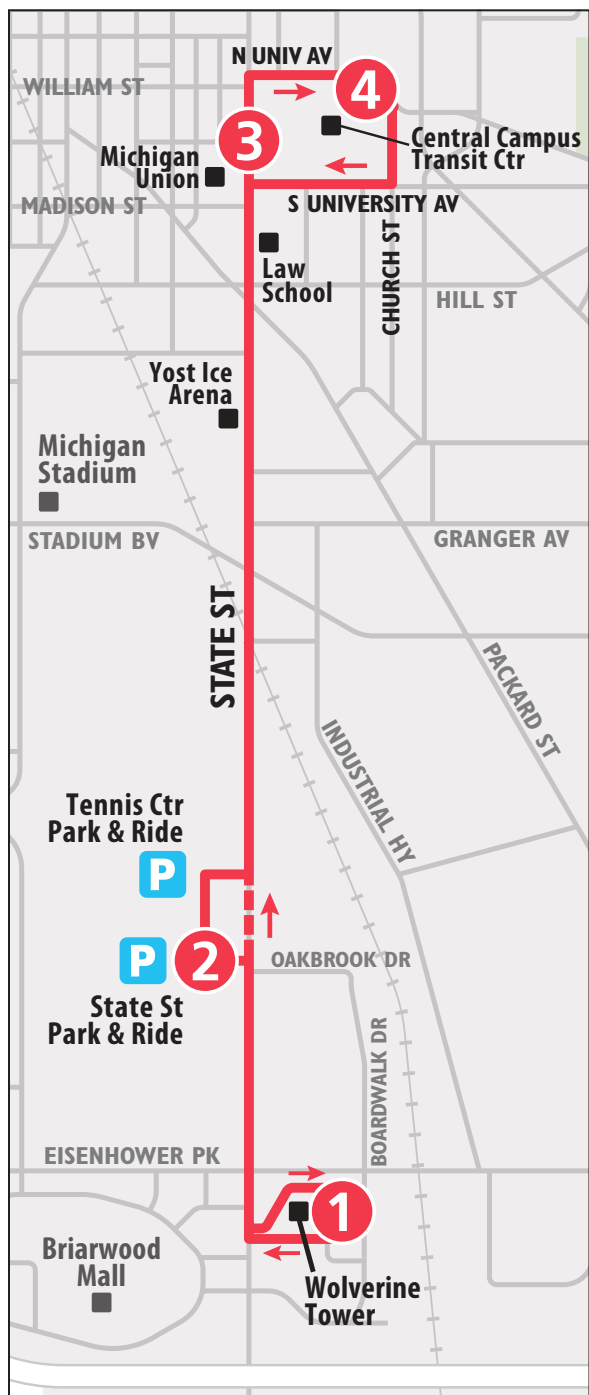 N UNIV AV
WILLIAM ST
4
3
Central Campus
Transit Ctr
Michigan
Union
MADISON ST
S UNIVERSITY AV
CHURCH ST
Law
School
HILL ST
Yost Ice
Arena
Michigan
Stadium
STADIUM BV
GRANGER AV
STATE ST
PACKARD ST
INDUSTRIAL HY
Tennis Ctr
Park & Ride
P
P
2
OAKBROOK DR
State St
Park & Ride
BOARDWALK DR
EISENHOWER PK
1
Briarwood
Mall
Wolverine
Tower